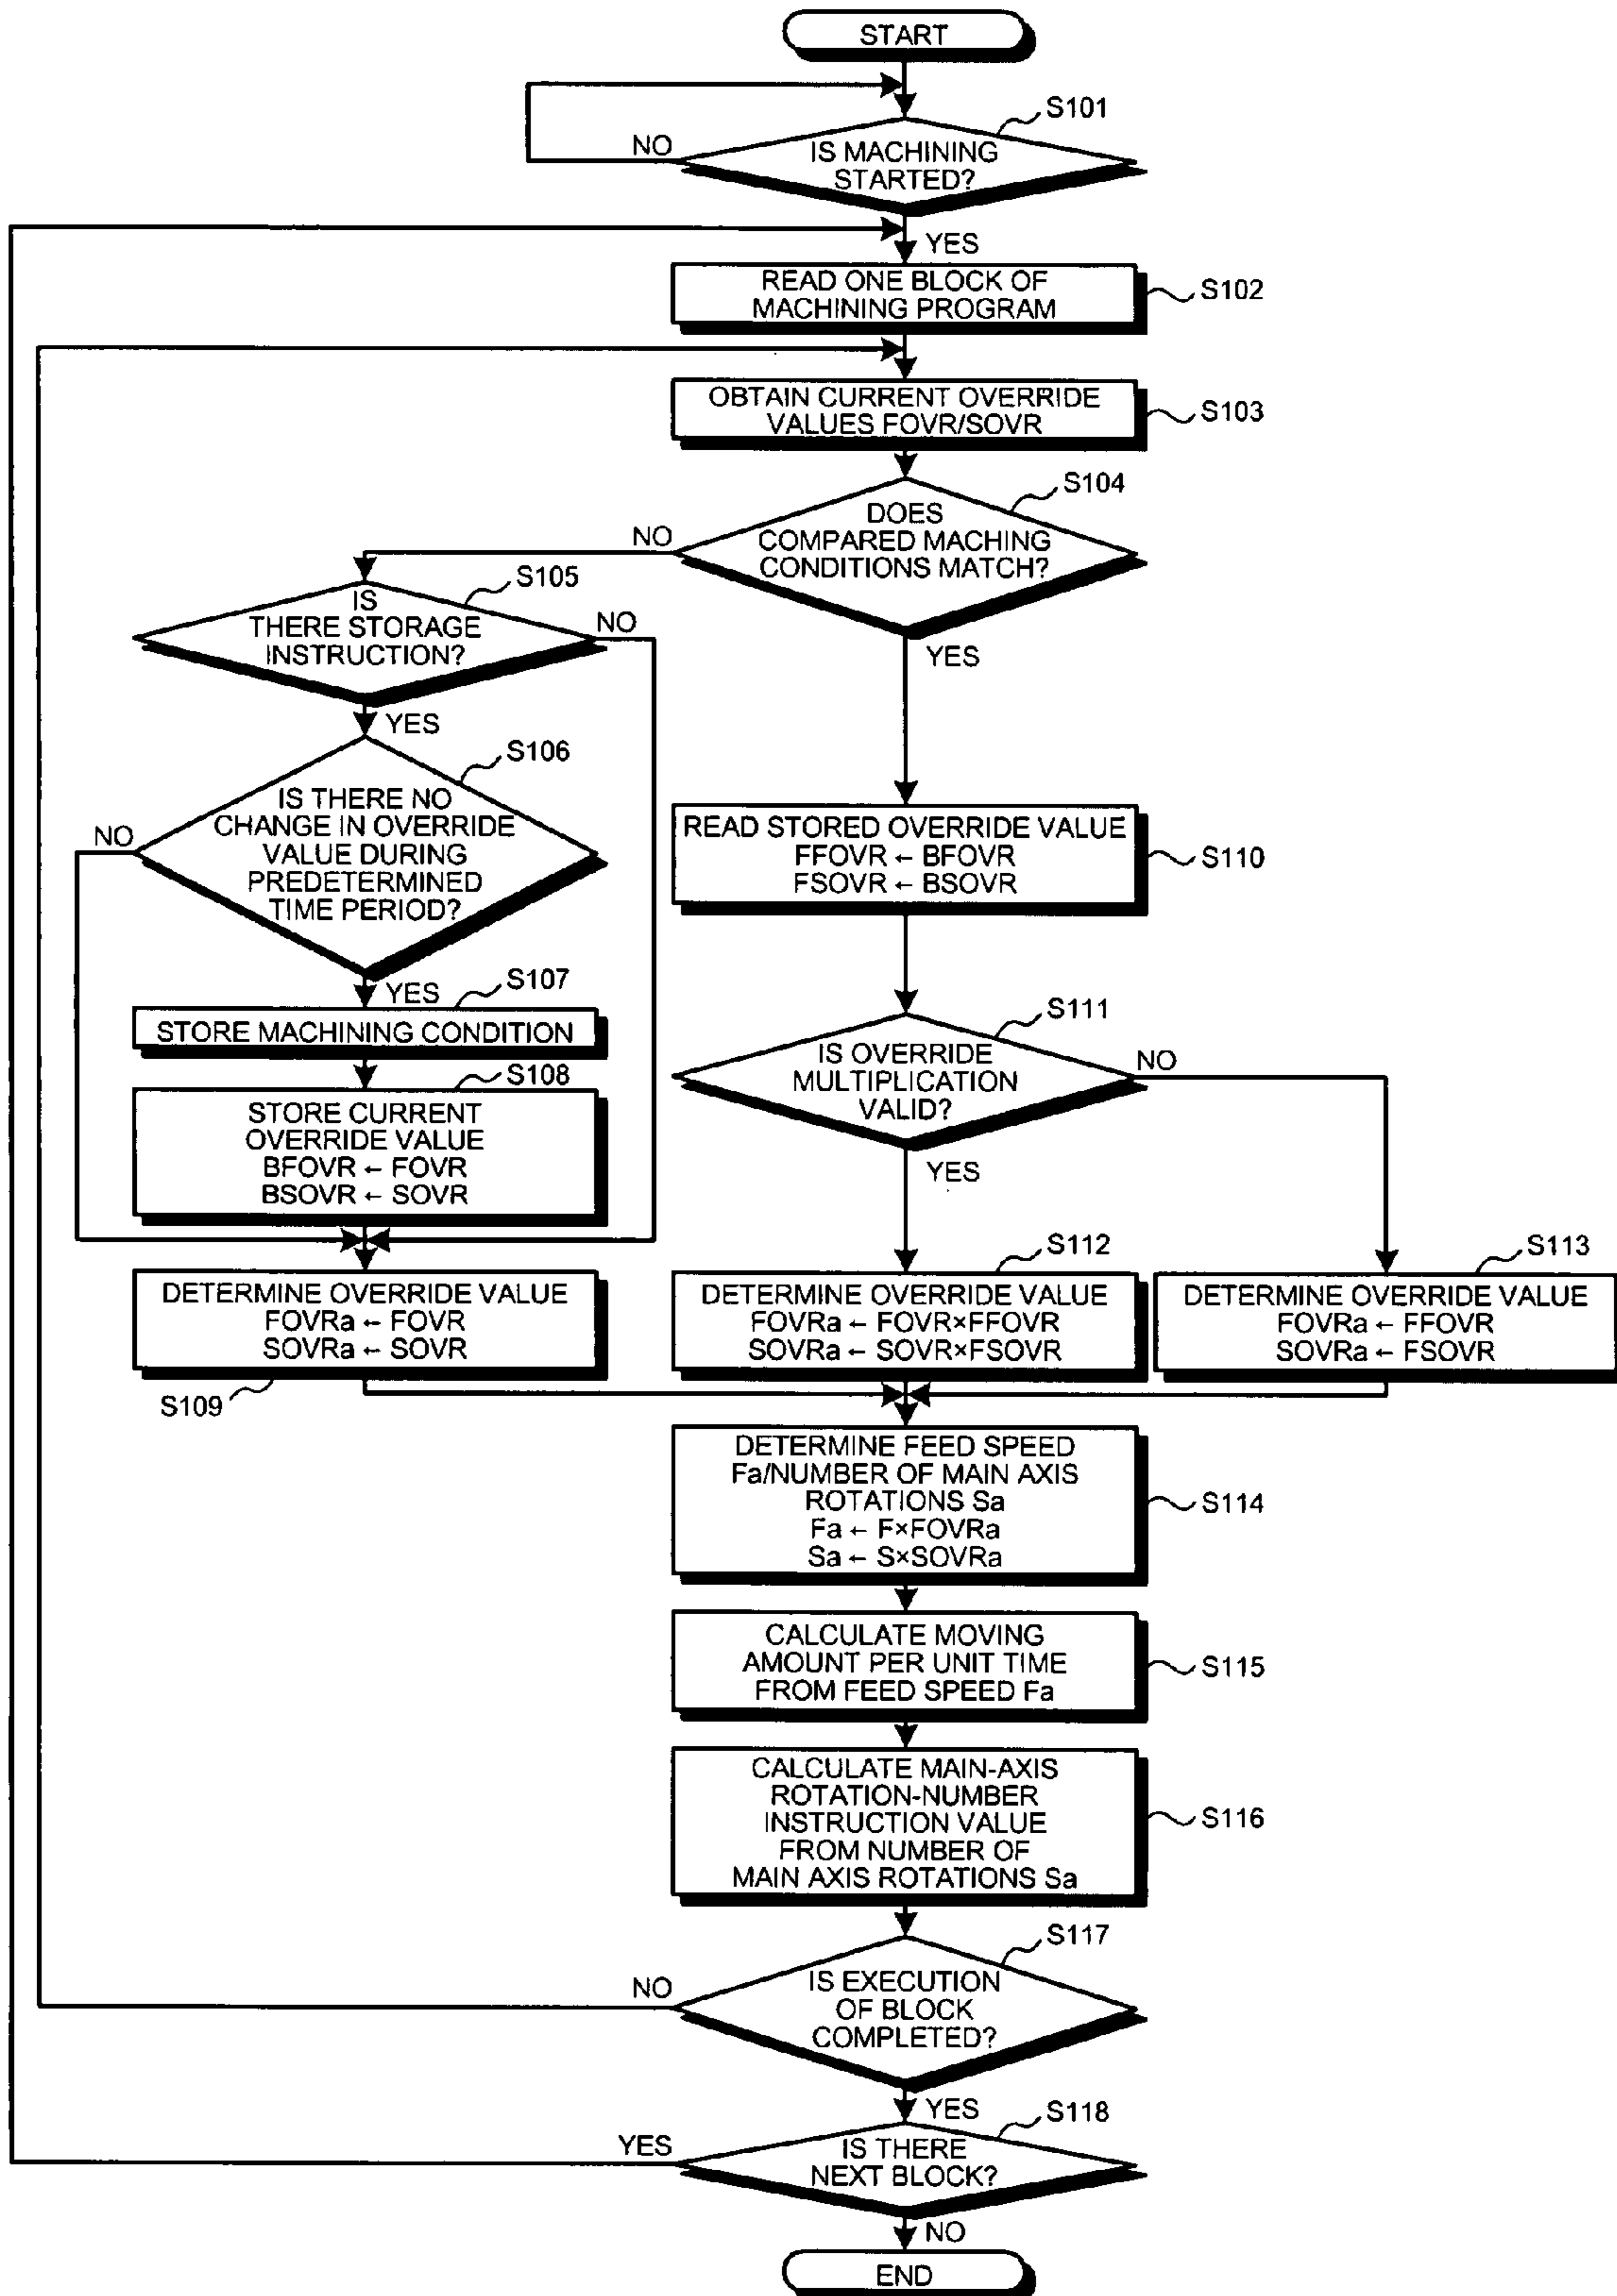 START
S101
NO
IS MACHINING
STARTED?
YES
READ ONE BLOCK OF
MACHINING PROGRAM
S102
OBTAIN CURRENT OVERRIDE
VALUES FOVR/SOVR
S103
S104
NO
DOES
COMPARED MACHING
CONDITIONS MATCH?
YES
S105
IS
THERE STORAGE
INSTRUCTION?
NO
YES
S106
NO
IS THERE NO
CHANGE IN OVERRIDE
VALUE DURING
PREDETERMINED
TIME PERIOD?
YES
S107
STORE MACHINING CONDITION
S108
STORE CURRENT
OVERRIDE VALUE
BFOVR ← FOVR
BSOVR ← SOVR
DETERMINE OVERRIDE VALUE
FOVRa ← FOVR
SOVRa ← SOVR
S109
READ STORED OVERRIDE VALUE
FFOVR ← BFOVR
FSOVR ← BSOVR
S110
S111
IS OVERRIDE
MULTIPLICATION
VALID?
NO
YES
S112
DETERMINE OVERRIDE VALUE
FOVRa ← FOVR×FFOVR
SOVRa ← SOVR×FSOVR
S113
DETERMINE OVERRIDE VALUE
FOVRa ← FFOVR
SOVRa ← FSOVR
DETERMINE FEED SPEED
Fa/NUMBER OF MAIN AXIS
ROTATIONS Sa
Fa ← F×FOVRa
Sa ← S×SOVRa
S114
CALCULATE MOVING
AMOUNT PER UNIT TIME
FROM FEED SPEED Fa
S115
CALCULATE MAIN-AXIS
ROTATION-NUMBER
INSTRUCTION VALUE
FROM NUMBER OF
MAIN AXIS ROTATIONS Sa
S116
S117
NO
IS EXECUTION
OF BLOCK
COMPLETED?
YES
S118
YES
IS THERE
NEXT BLOCK?
NO
END